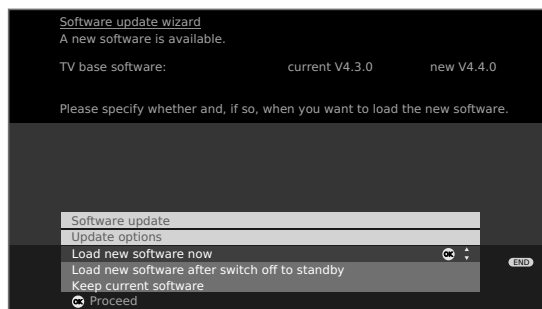 Software update wizard
A new software is available.
TV base software: current V4.3.0 new V4.4.0
Please specify whether and, if so, when you want to load the new software.
Software update
Update options
Load new software now OK
END
Load new software after switch off to standby
Keep current software
OK Proceed